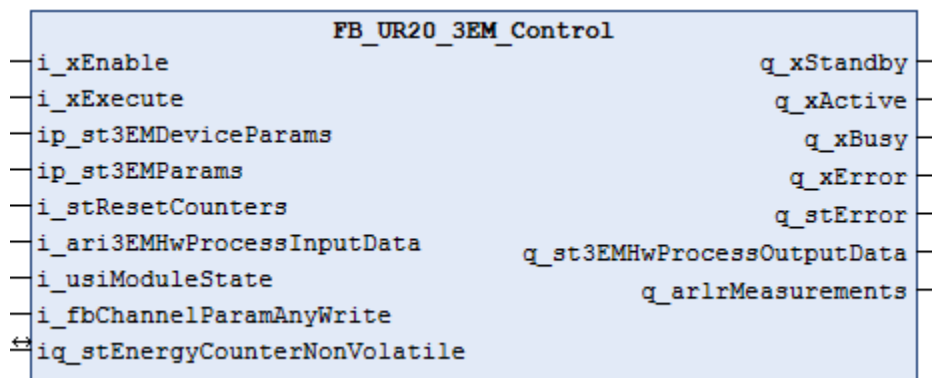 FB_UR20_3EM_Control
i_xEnable
q_xStandby
i_xExecute
q_xActive
ip_st3EMDeviceParams
q_xBusy
ip_st3EMParams
q_xError
i_stResetCounters
q_stError
i_ari3EMHwProcessInputData
q_st3EMHwProcessOutputData
i_usiModuleState
q_arlrMeasurements
i_fbChannelParamAnyWrite
iq_stEnergyCounterNonVolatile